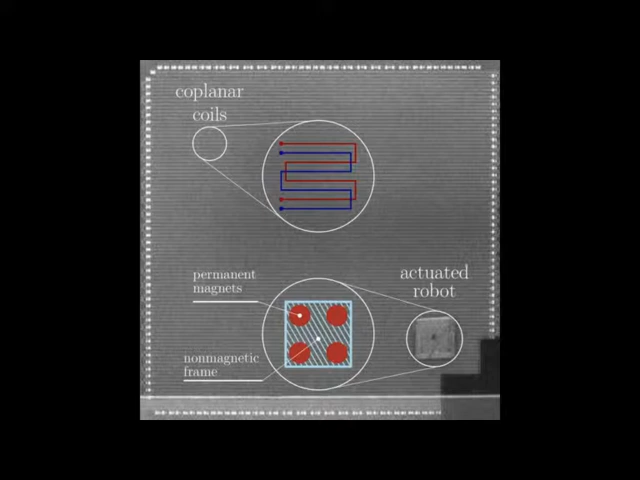 coplanar
coils
permanent
magnets
actuated
robot
nonmagnetic
frame